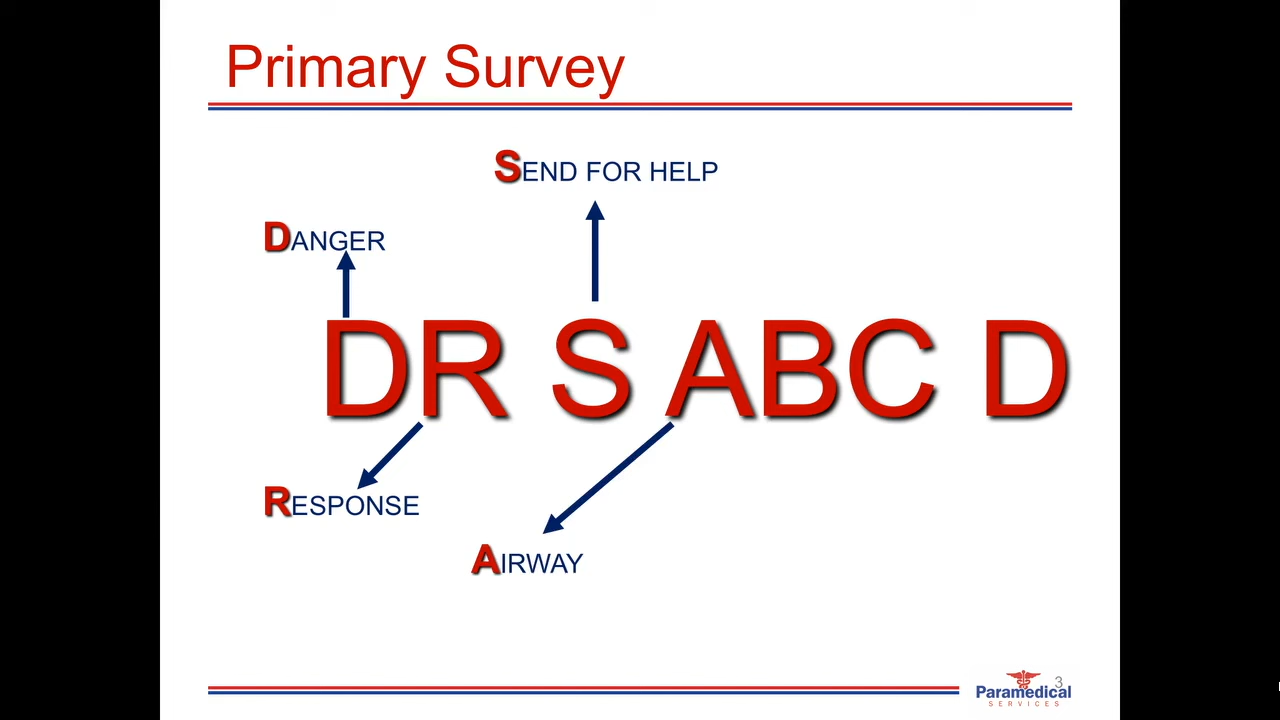 Primary Survey
SEND FOR HELP
DANGER
DR S ABC D
RESPONSE
AIRWAY
3
Paramedical
SERVICES